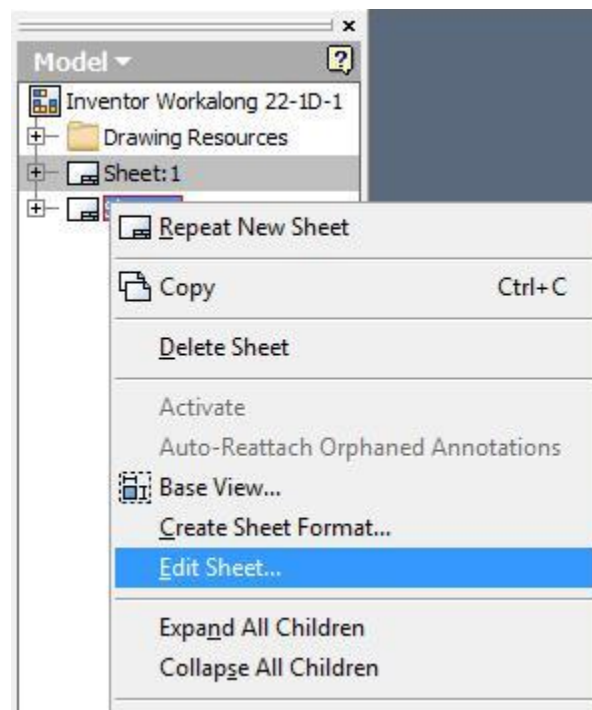 x
Model
?
Inventor Workalong 22-1D-1
Drawing Resources
Sheet:1
Repeat New Sheet
Copy Ctrl+C
Delete Sheet
Activate
Auto-Reattach Orphaned Annotations
Base View...
Create Sheet Format...
Edit Sheet...
Expand All Children
Collapse All Children